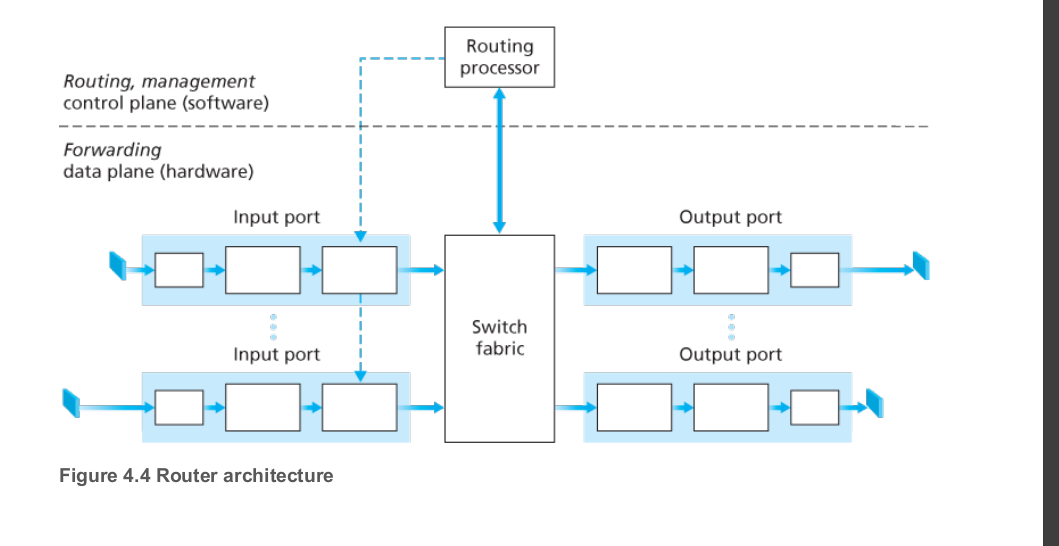 Routing
processor
Routing, management
control plane (software)
Forwarding
data plane (hardware)
Input port
Output port
Switch
fabric
Input port
Output port
Figure 4.4 Router architecture